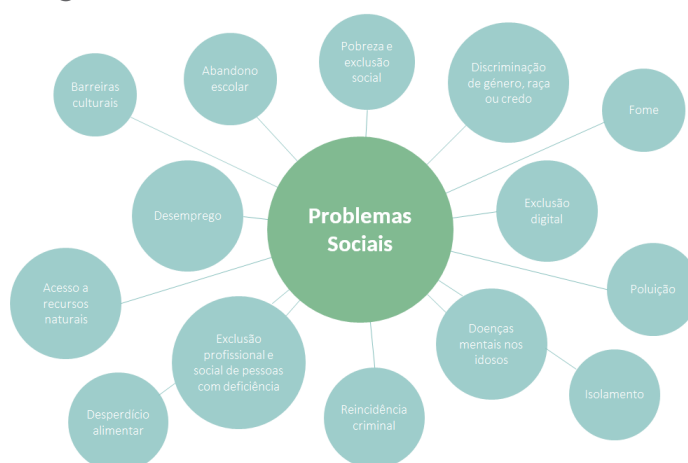 Pobreza e
exclusão
social
Abandono
escolar
Discriminação
de género, raça
ou credo
Barreiras
culturais
Fome
Desemprego
Problemas
Sociais
Exclusão
digital
Acesso a
recursos
naturais
Poluição
Exclusão
profissional e
social de pessoas
com deficiência
Doenças
mentais nos
idosos
Isolamento
Desperdício
alimentar
Reincidência
criminal